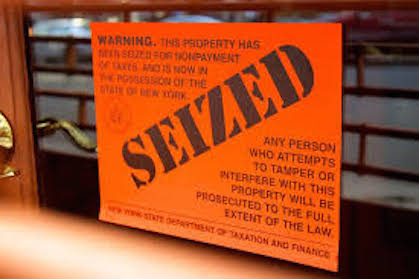 WARNING. THIS PROPERTY HAS
BEEN SEIZED FOR NONPAYMENT
OF TAXES, AND IS NOW IN
THE POSSESSION OF THE
STATE OF NEW YORK.
SEIZED
ANY PERSON
WHO ATTEMPTS
TO TAMPER OR
INTERFERE WITH THIS
PROPERTY WILL BE
PROSECUTED TO THE FULL
EXTENT OF THE LAW.
NEW YORK STATE DEPARTMENT OF TAXATION AND FINANCE